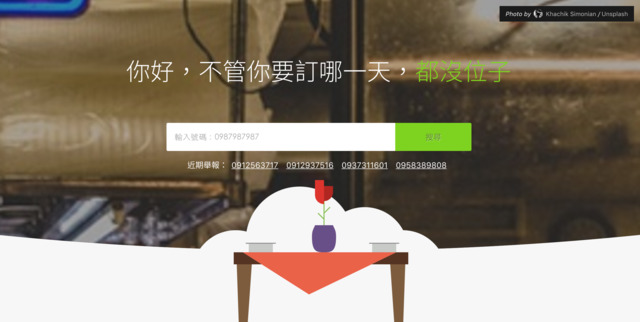 Photo by Khachik Simonian / Unsplash
你好，不管你要訂哪一天，都沒位子
輸入號碼：0987987987
搜尋
近期舉報： 0912563717 0912937516 0937311601 0958389808